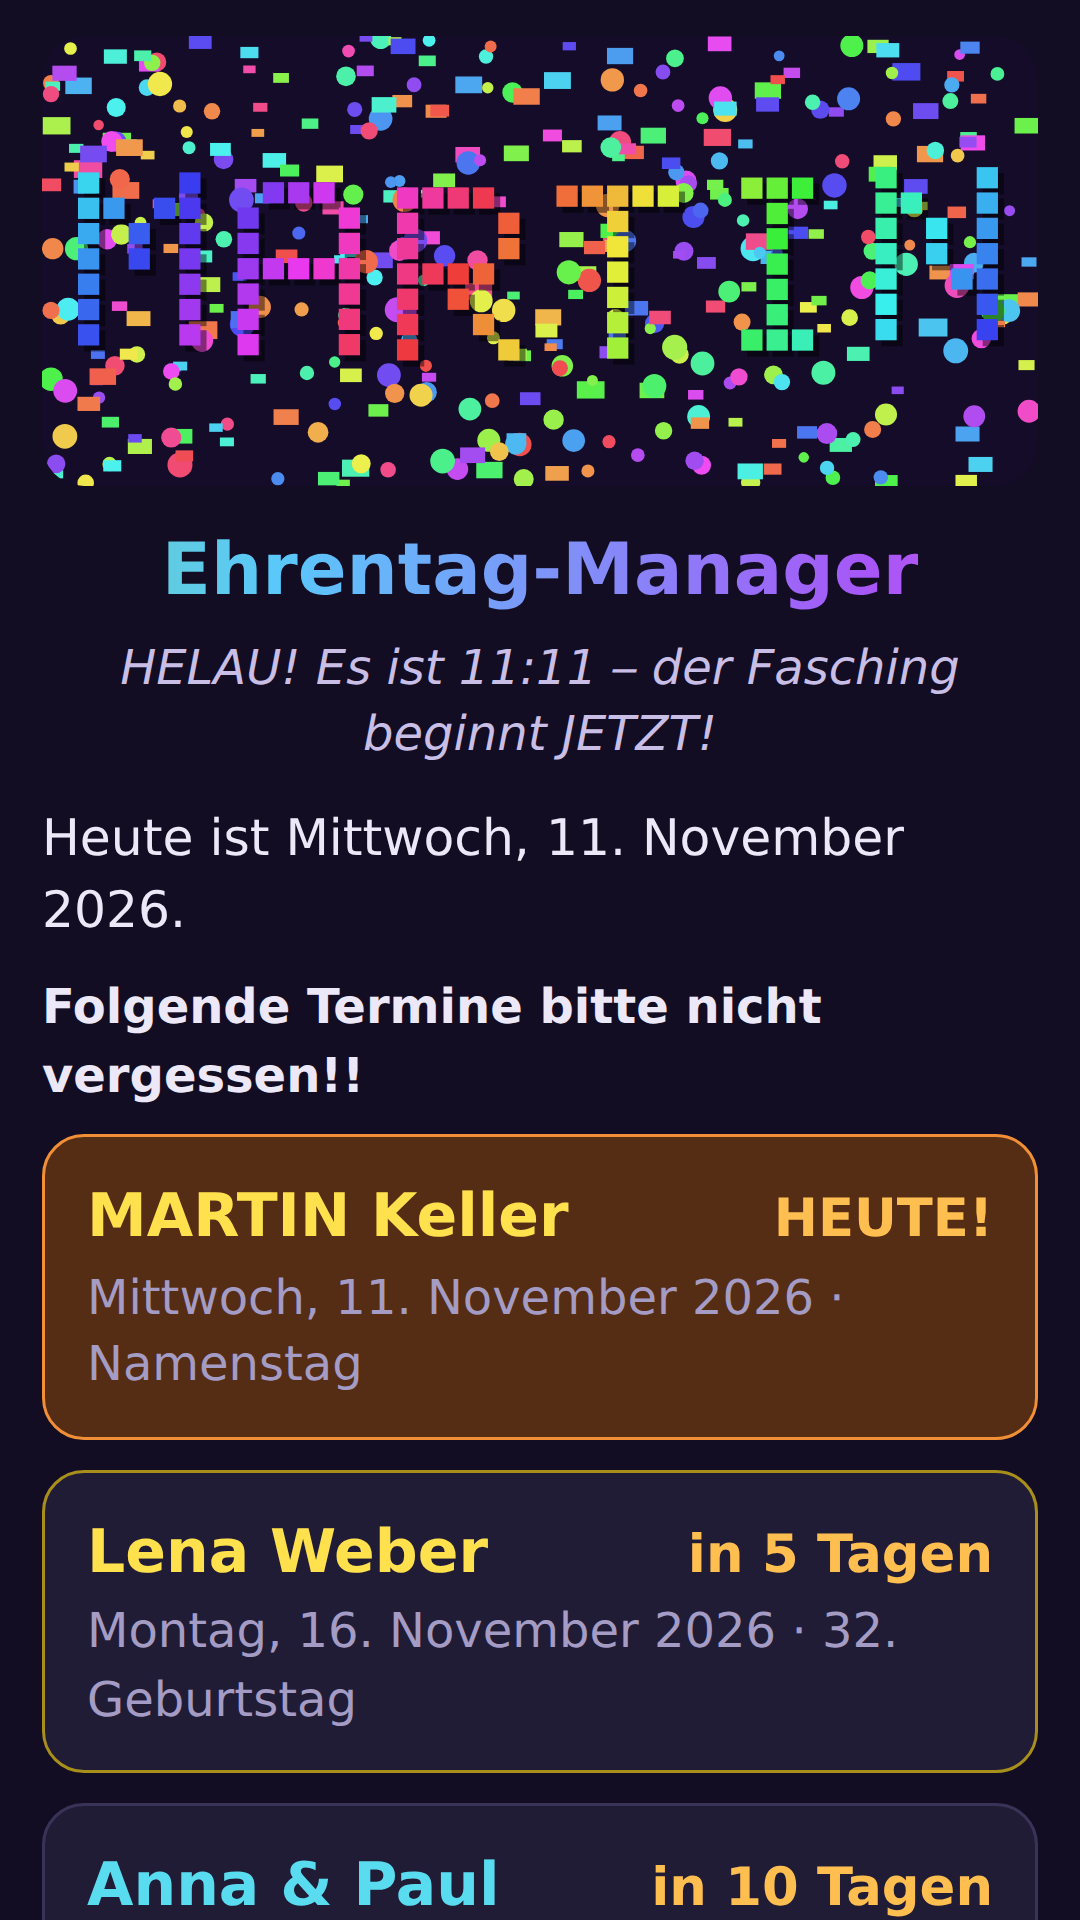 MARTIN
Ehrentag-Manager
HELAU! Es ist 11:11 – der Fasching
beginnt JETZT!
Heute ist Mittwoch, 11. November
2026.
Folgende Termine bitte nicht
vergessen!!
MARTIN Keller HEUTE!
Mittwoch, 11. November 2026 ·
Namenstag
Lena Weber in 5 Tagen
Montag, 16. November 2026 · 32.
Geburtstag
Anna & Paul in 10 Tagen